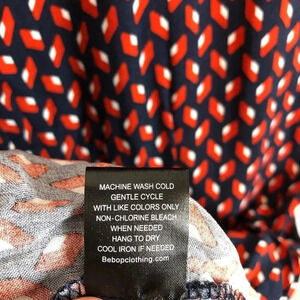 MACHINE WASH COLD
GENTLE CYCLE
WITH LIKE COLORS ONLY
NON-CHLORINE BLEACH
WHEN NEEDED
HANG TO DRY
COOL IRON IF NEEDED
Bebopclothing.com